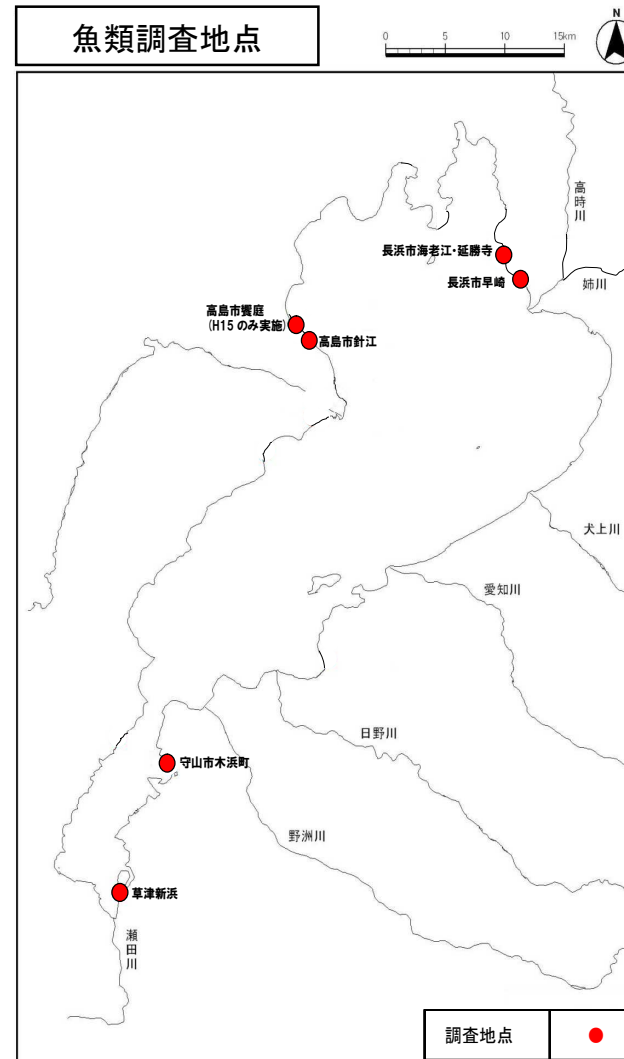 魚類調査地点
0 5 10 15km
N
高時川
長浜市海老江・延勝寺
長浜市早崎
姉川
高島市饗庭
(H15のみ実施)
高島市針江
犬上川
愛知川
日野川
守山市木浜町
野洲川
草津新浜
瀬田川
調査地点